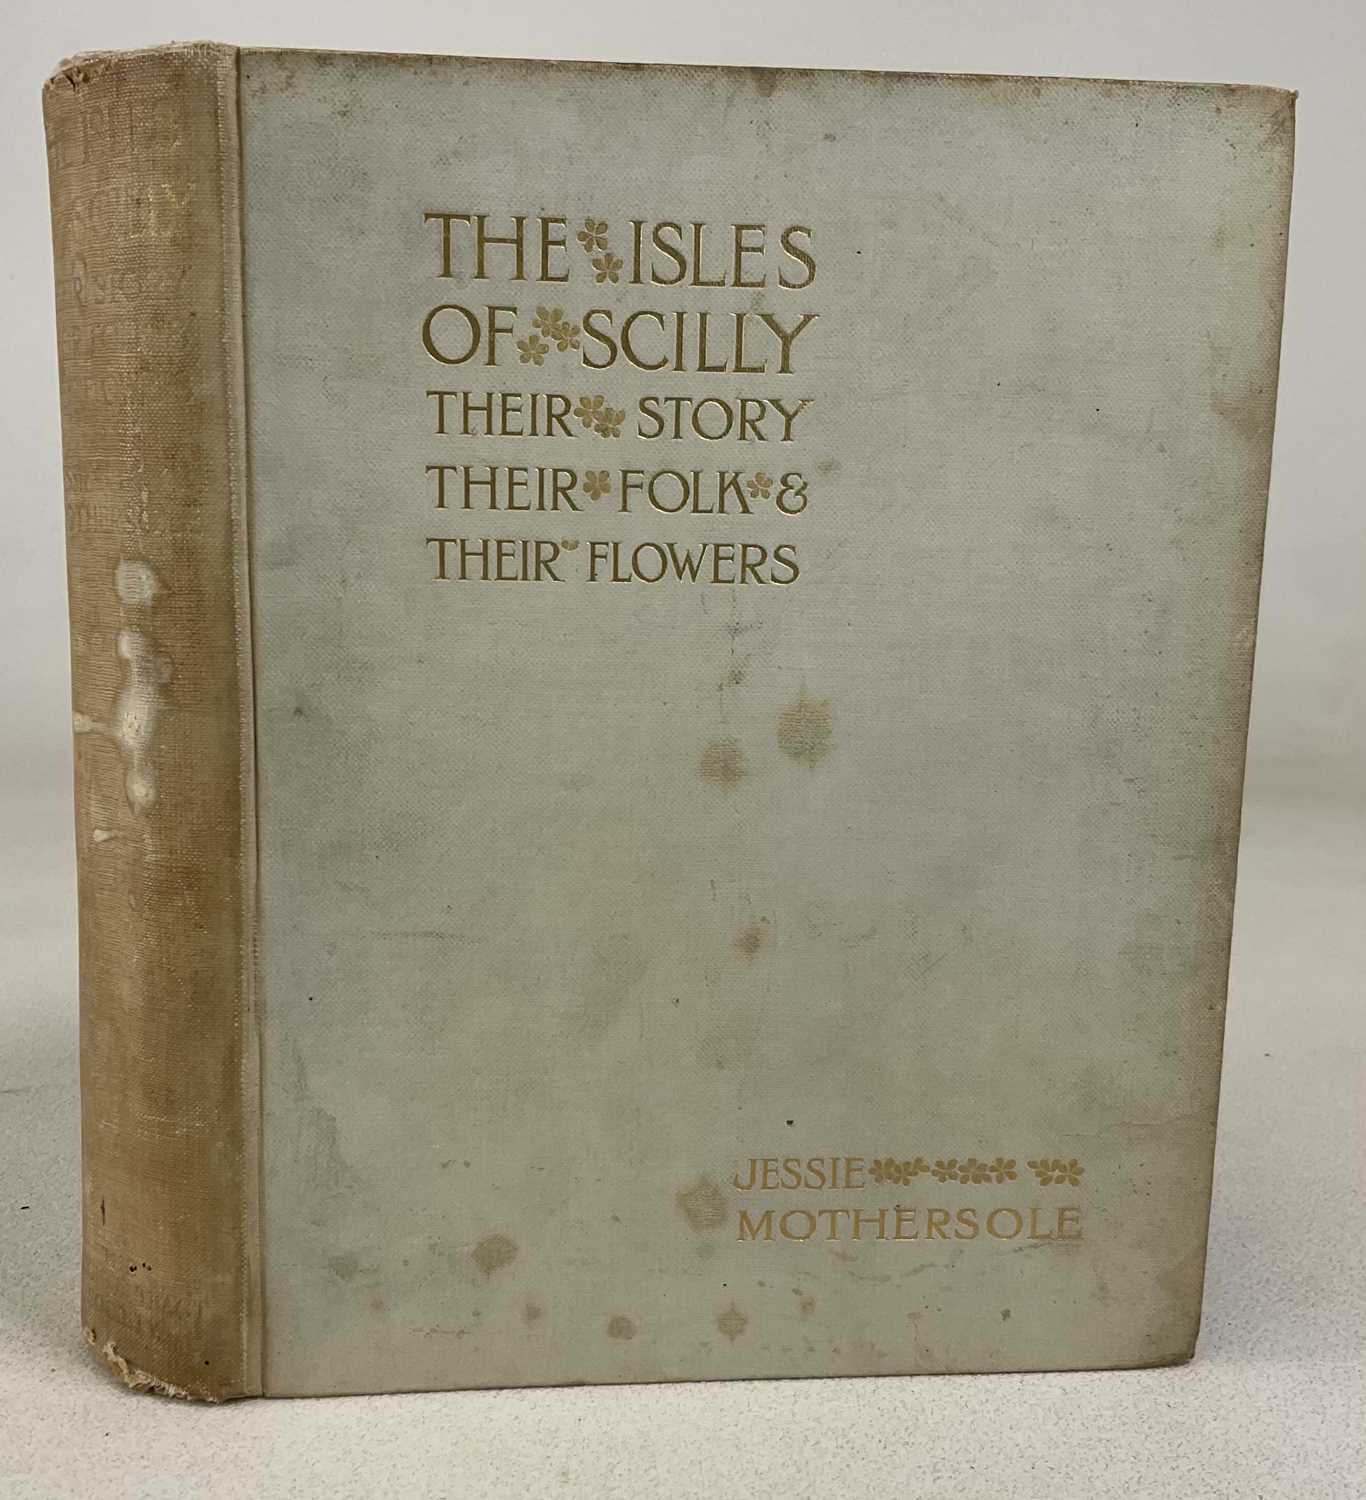 THE ISLES
OF SCILLY
THEIR STORY
THEIR FOLK &
THEIR FLOWERS
JESSIE
MOTHERSOLE